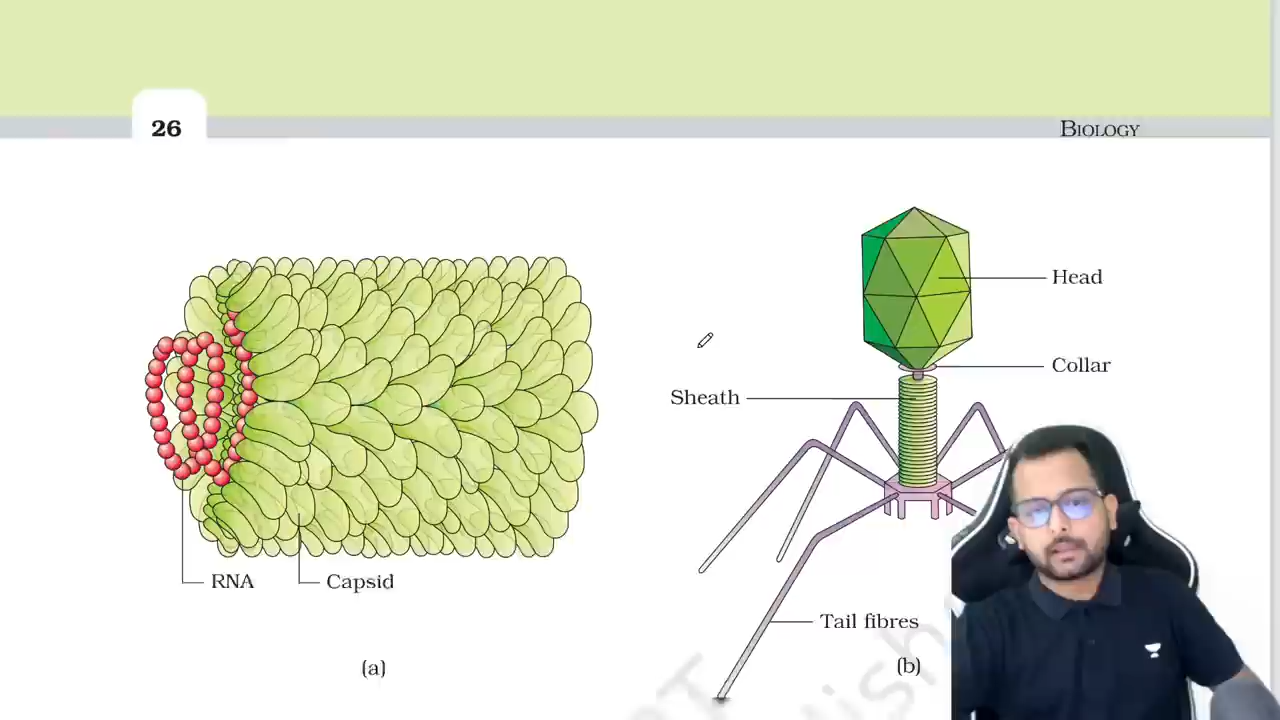 26
BIOLOGY
Head
Collar
Sheath
RNA
Capsid
Tail fibres
(a)
(b)